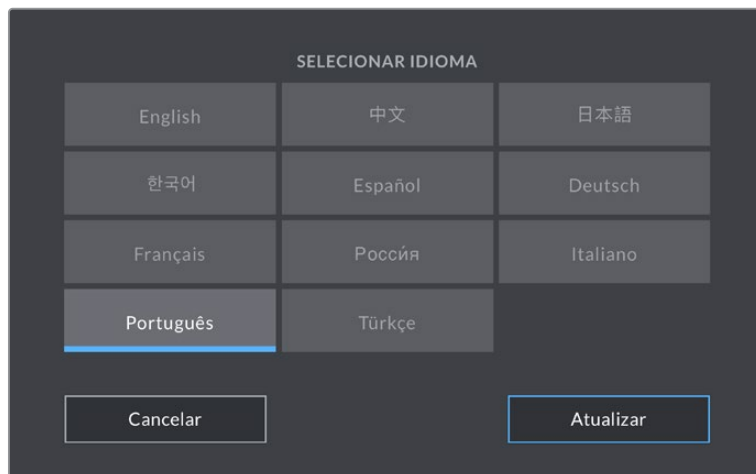 SELECIONAR IDIOMA
English 中文 日本語
한국어 Español Deutsch
Français Росси́я Italiano
Português Türkçe
Cancelar Atualizar